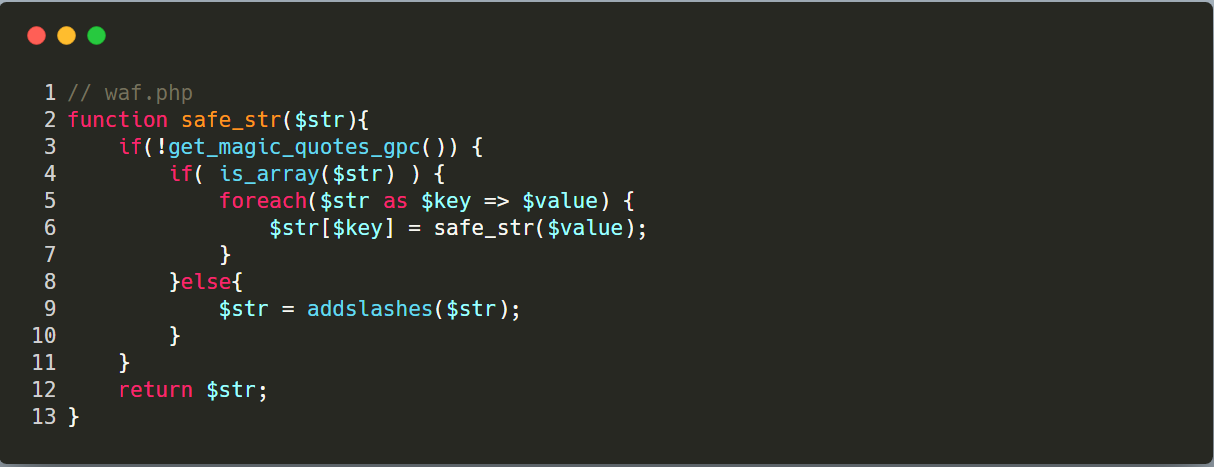 1 // waf.php
2 function safe_str($str){
3     if(!get_magic_quotes_gpc()) {
4         if( is_array($str) ) {
5             foreach($str as $key => $value) {
6                 $str[$key] = safe_str($value);
7             }
8         }else{
9             $str = addslashes($str);
10         }
11     }
12     return $str;
13 }